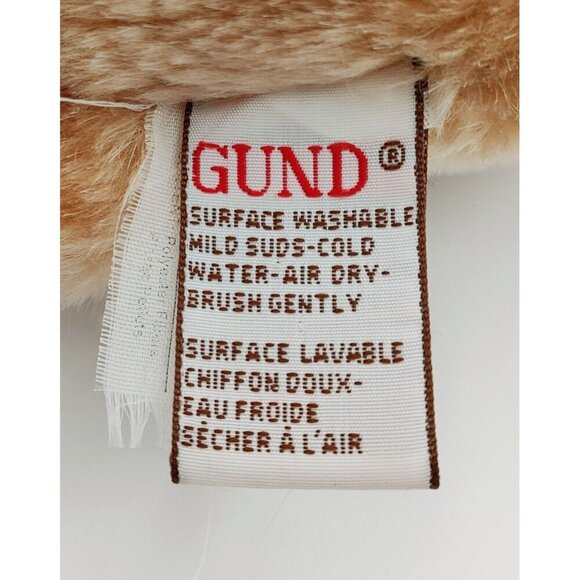 GUND®
SURFACE WASHABLE
MILD SUDS-COLD
WATER-AIR DRY-
BRUSH GENTLY
SURFACE LAVABLE
CHIFFON DOUX-
EAU FROIDE
SÉCHER À L'AIR